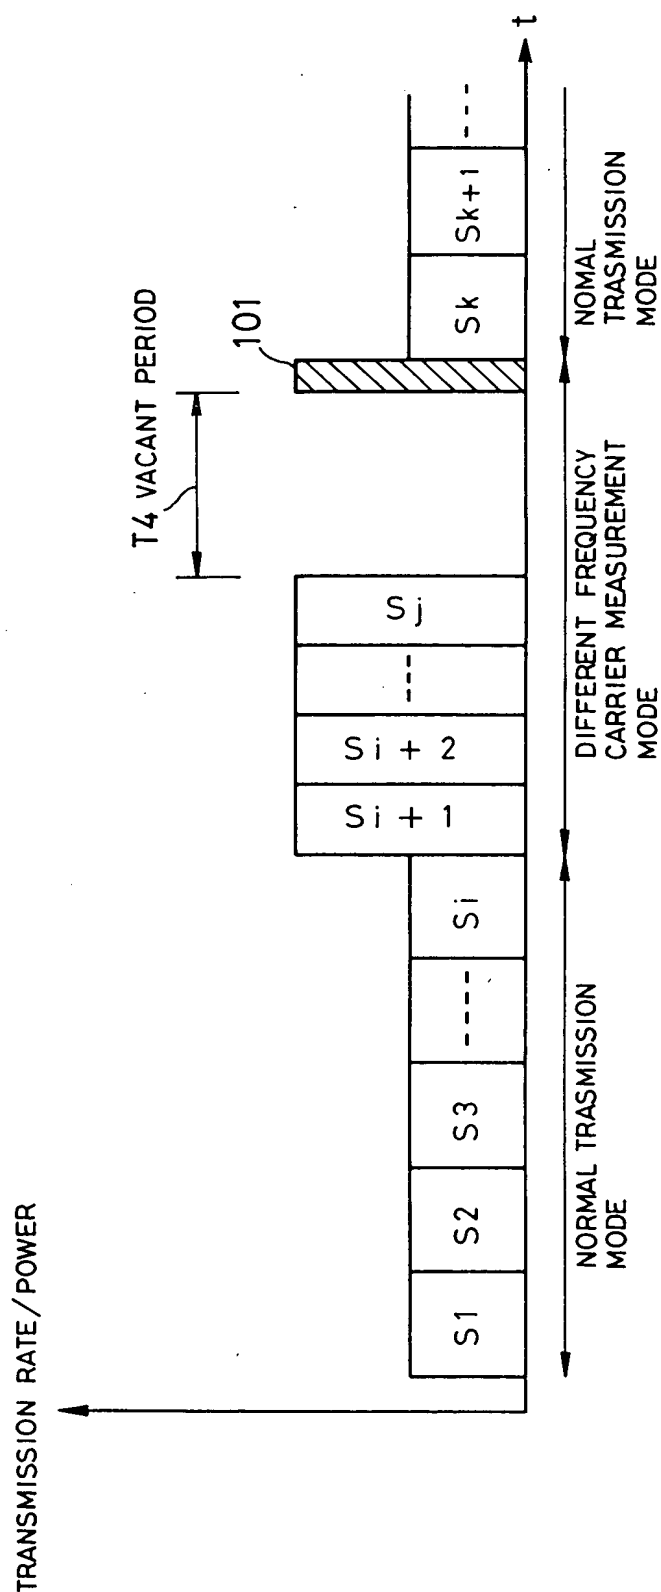 TRANSMISSION RATE/POWER
T4 VACANT PERIOD
101
S1
S2
S3
-----
Si
Si + 1
Si + 2
----
Sj
Sk
Sk+1
---
t
NORMAL TRASMISSION
MODE
DIFFERENT FREQUENCY
CARRIER MEASUREMENT
MODE
NOMAL
TRASMISSION
MODE